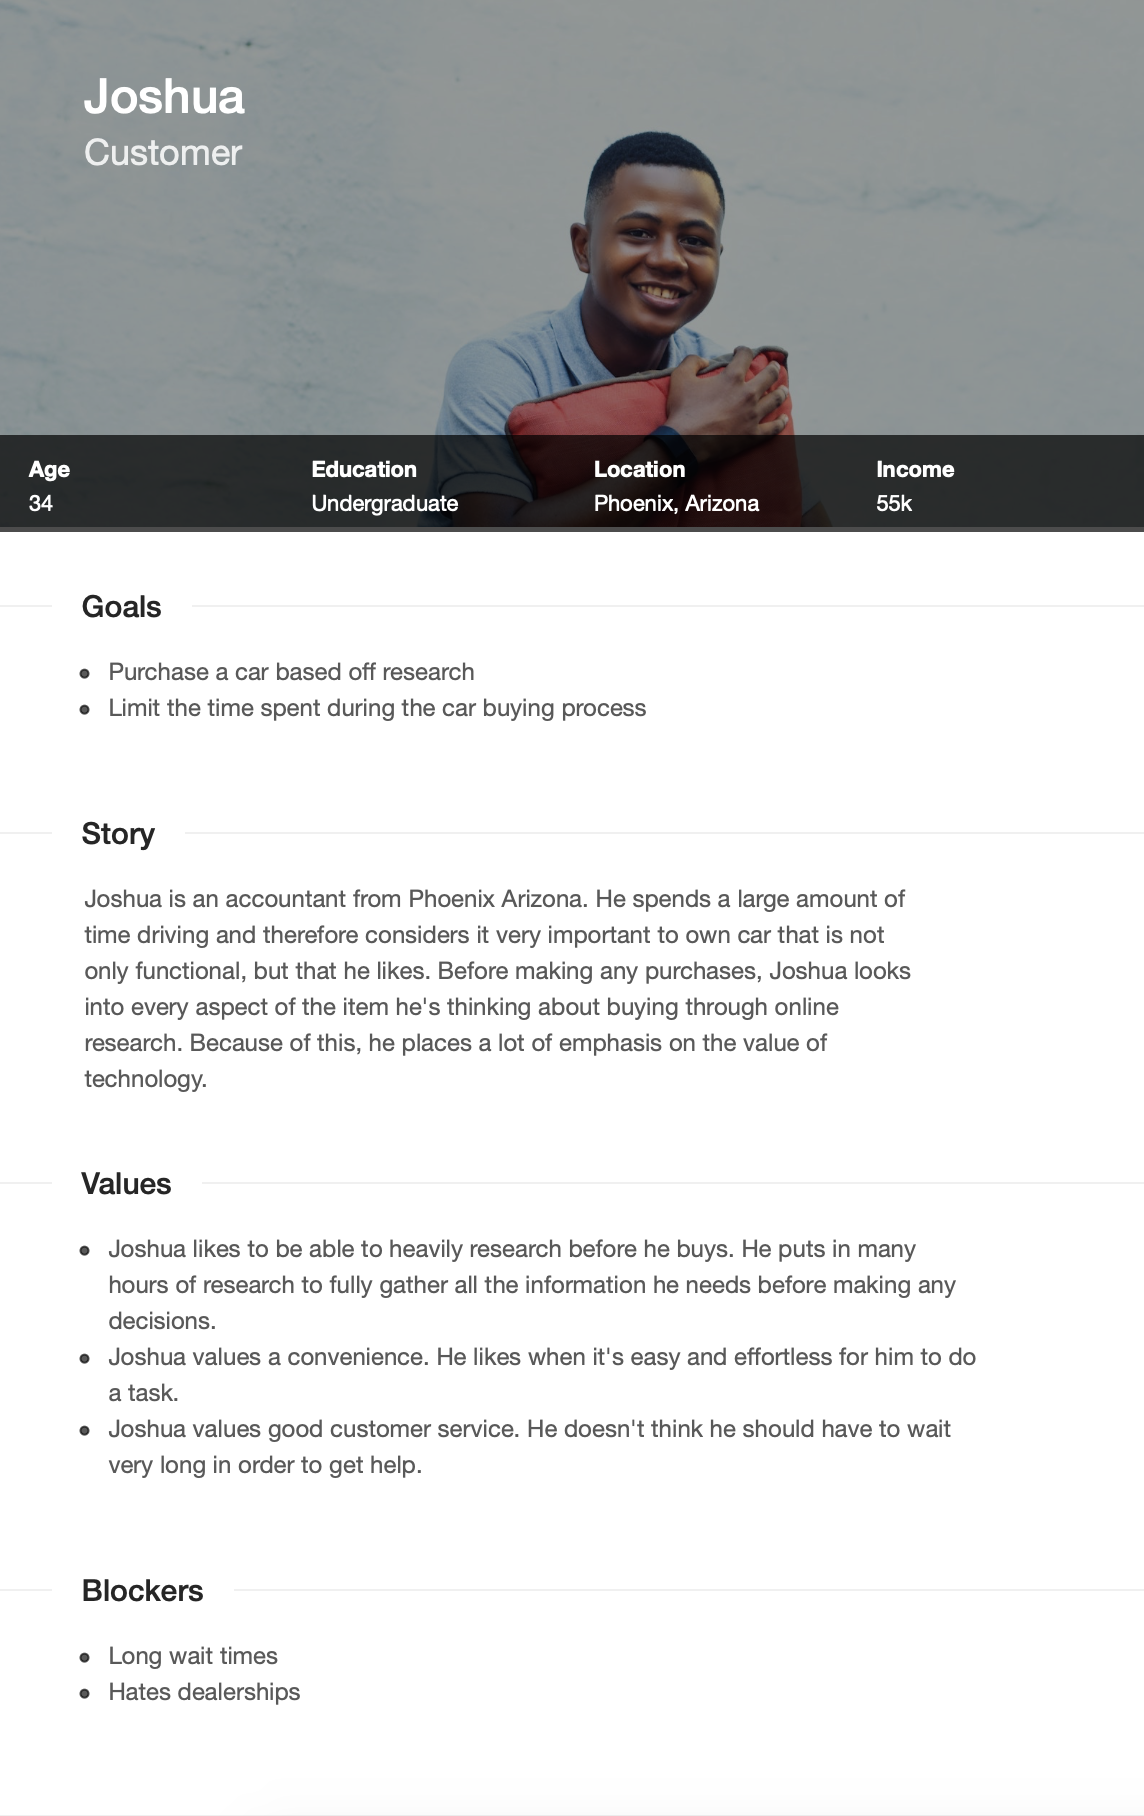 Joshua
Customer
Age
34
Education
Undergraduate
Location
Phoenix, Arizona
Income
55k
Goals
Purchase a car based off research
Limit the time spent during the car buying process
Story
Joshua is an accountant from Phoenix Arizona. He spends a large amount of
time driving and therefore considers it very important to own car that is not
only functional, but that he likes. Before making any purchases, Joshua looks
into every aspect of the item he's thinking about buying through online
research. Because of this, he places a lot of emphasis on the value of
technology.
Values
Joshua likes to be able to heavily research before he buys. He puts in many
hours of research to fully gather all the information he needs before making any
decisions.
Joshua values a convenience. He likes when it's easy and effortless for him to do
a task.
Joshua values good customer service. He doesn't think he should have to wait
very long in order to get help.
Blockers
Long wait times
Hates dealerships